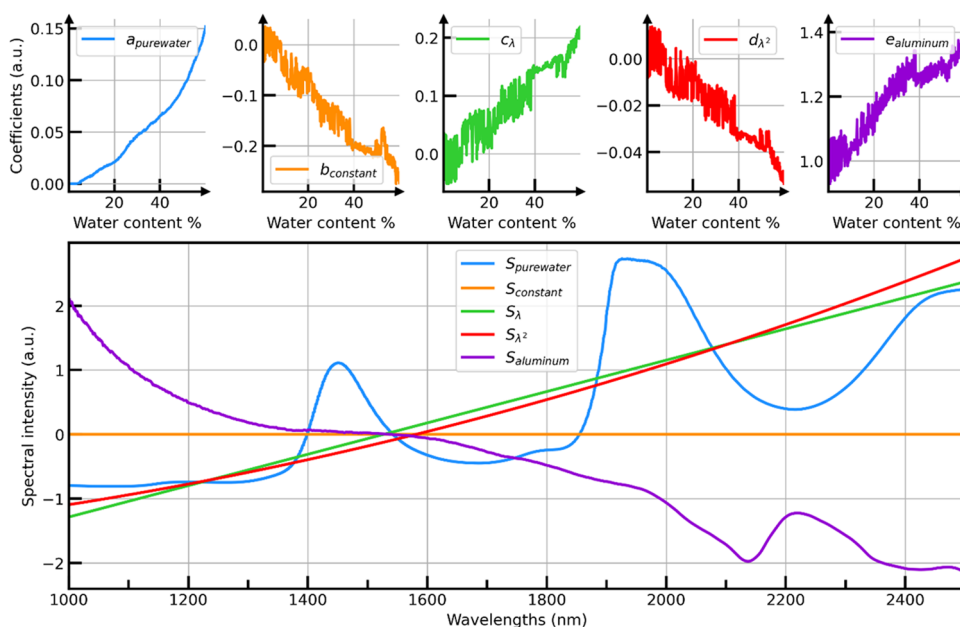 Coefficients (a.u.)
0.15
0.10
0.05
0.00
a_purewater
20
40
Water content %
0.0
−0.1
−0.2
b_constant
20
40
Water content %
0.2
0.1
0.0
c_λ
20
40
Water content %
0.00
−0.02
−0.04
d_λ²
20
40
Water content %
1.4
1.2
1.0
e_aluminum
20
40
Water content %
Spectral intensity (a.u.)
2
1
0
−1
−2
S_purewater
S_constant
S_λ
S_λ²
S_aluminum
1000
1200
1400
1600
1800
2000
2200
2400
Wavelengths (nm)